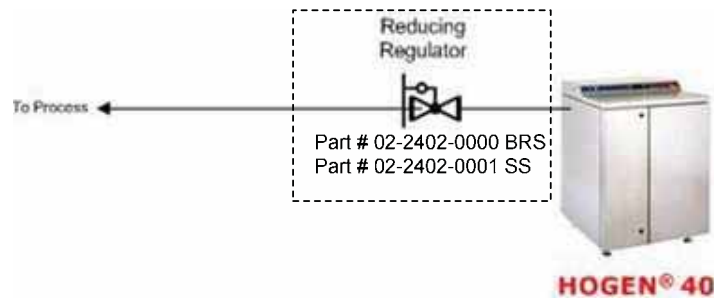 Reducing
Regulator
To Process
Part # 02-2402-0000 BRS
Part # 02-2402-0001 SS
HOGEN® 40